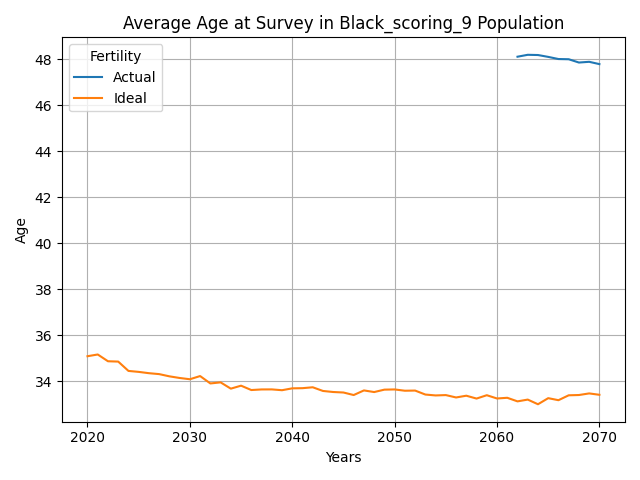 Average Age at Survey in Black_scoring_9 Population
Fertility
Actual
Ideal
48
46
44
42
40
38
36
34
Age
2020 2030 2040 2050 2060 2070
Years